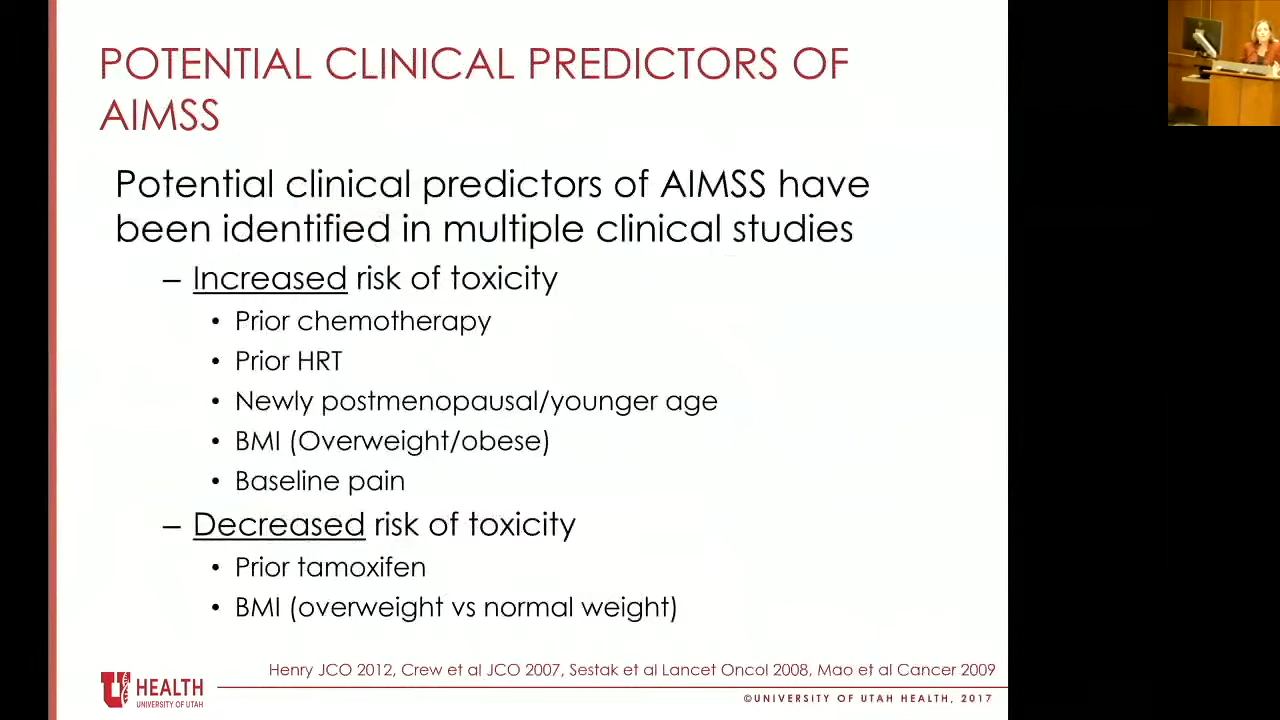 POTENTIAL CLINICAL PREDICTORS OF
AIMSS
Potential clinical predictors of AIMSS have
been identified in multiple clinical studies
– Increased risk of toxicity
• Prior chemotherapy
• Prior HRT
• Newly postmenopausal/younger age
• BMI (Overweight/obese)
• Baseline pain
– Decreased risk of toxicity
• Prior tamoxifen
• BMI (overweight vs normal weight)
Henry JCO 2012, Crew et al JCO 2007, Sestak et al Lancet Oncol 2008, Mao et al Cancer 2009
U HEALTH
UNIVERSITY OF UTAH
©UNIVERSITY OF UTAH HEALTH, 2017